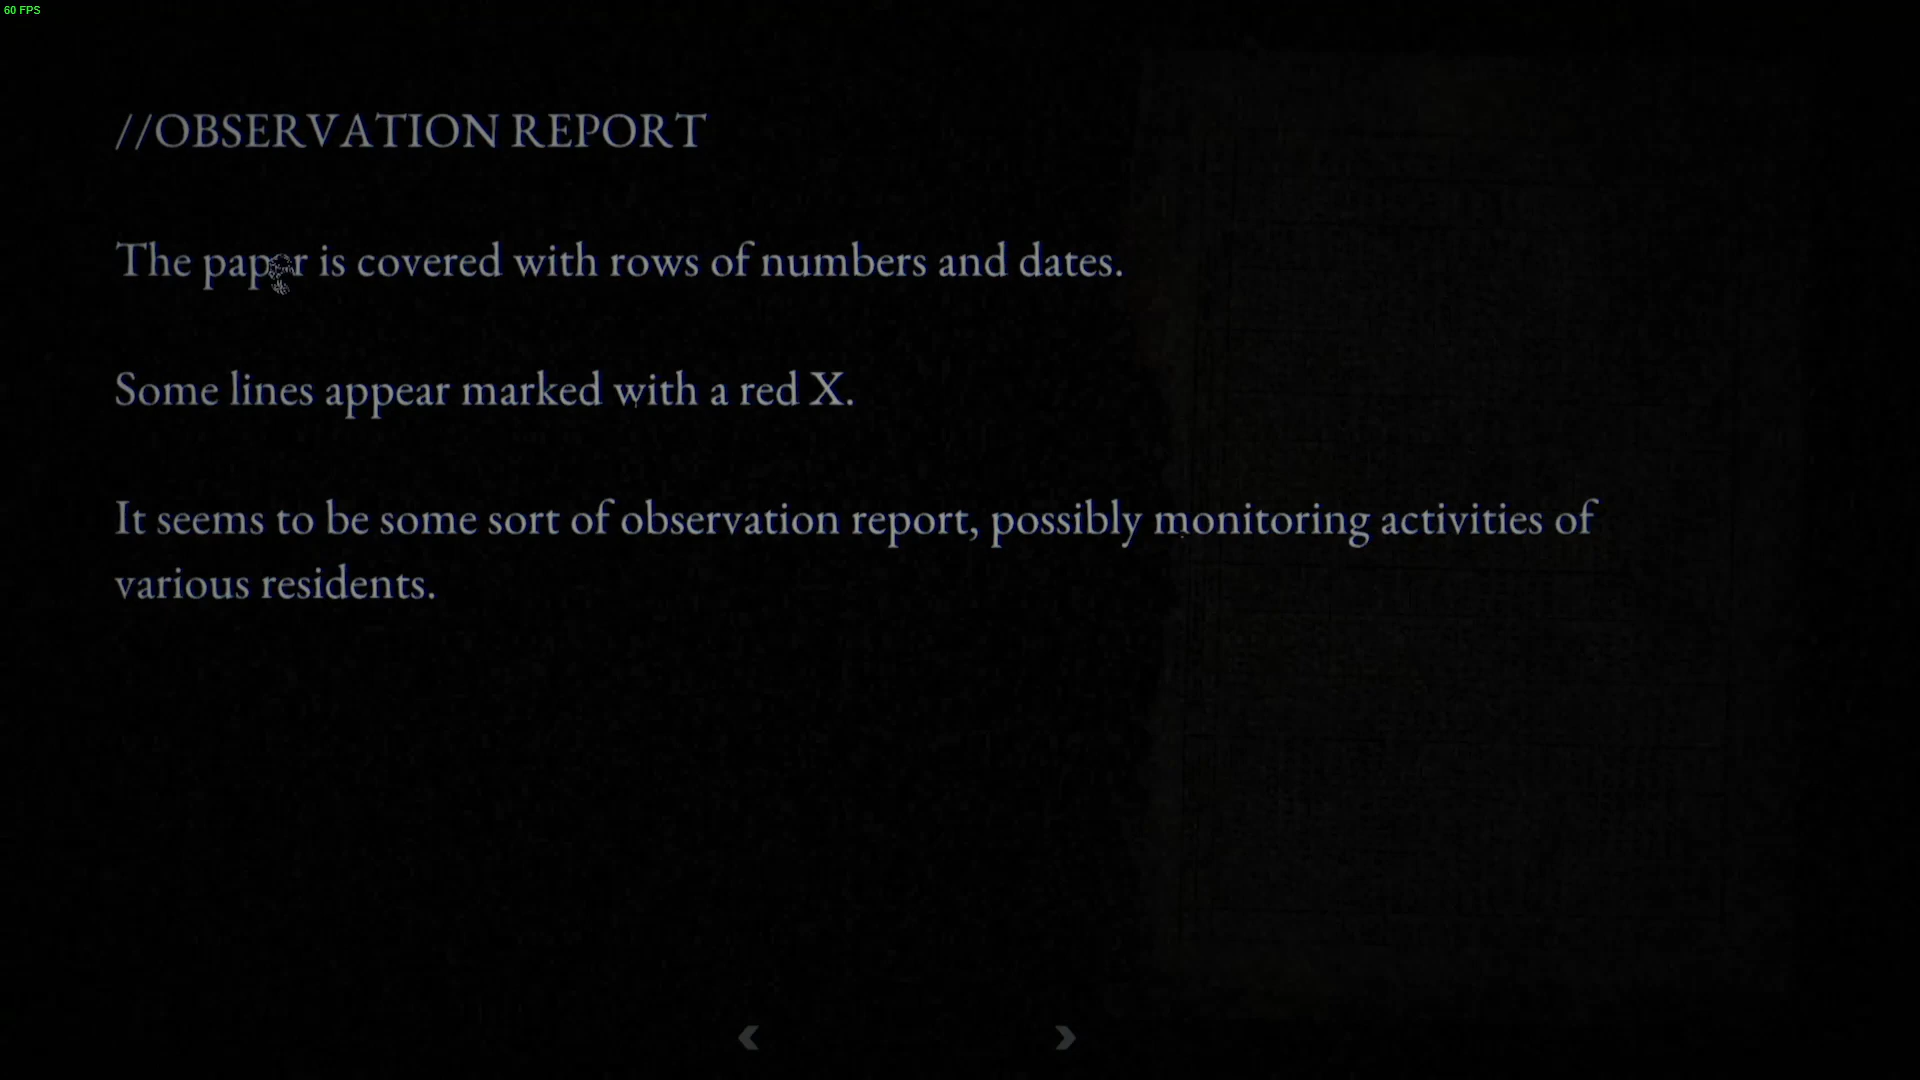 60 FPS
//OBSERVATION REPORT
The paper is covered with rows of numbers and dates.
Some lines appear marked with a red X.
It seems to be some sort of observation report, possibly monitoring activities of
various residents.